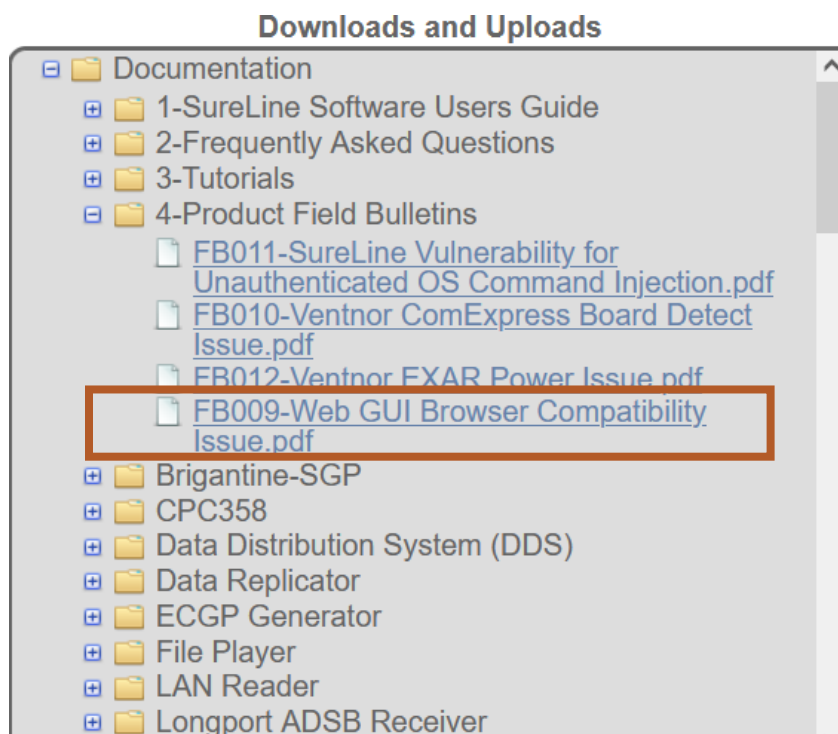 Downloads and Uploads
Documentation
1-SureLine Software Users Guide
2-Frequently Asked Questions
3-Tutorials
4-Product Field Bulletins
FB011-SureLine Vulnerability for
Unauthenticated OS Command Injection.pdf
FB010-Ventnor ComExpress Board Detect
Issue.pdf
FB012-Ventnor EXAR Power Issue.pdf
FB009-Web GUI Browser Compatibility
Issue.pdf
Brigantine-SGP
CPC358
Data Distribution System (DDS)
Data Replicator
ECGP Generator
File Player
LAN Reader
Longport ADSB Receiver